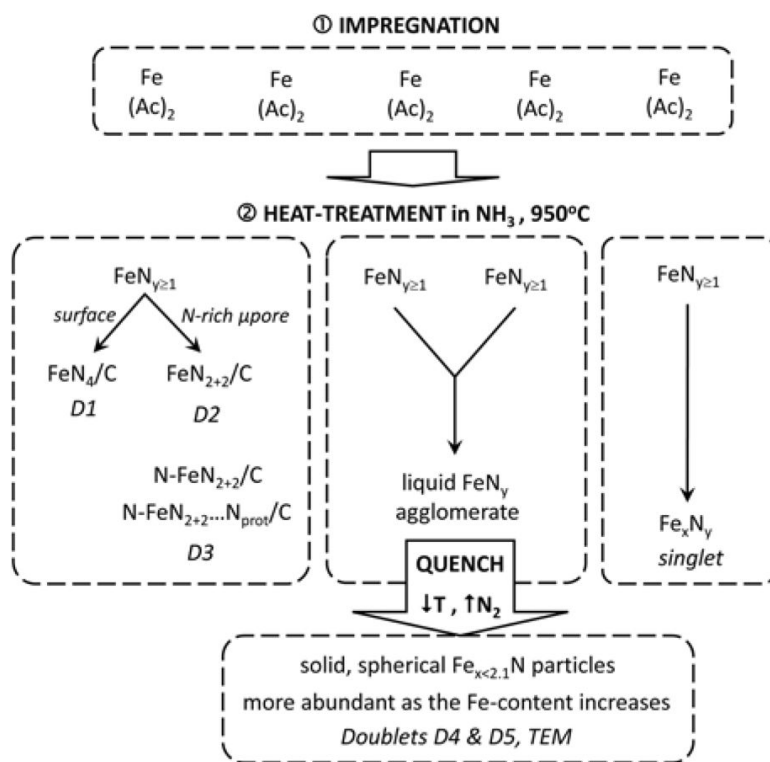 ① IMPREGNATION
Fe Fe Fe Fe Fe
(Ac)₂ (Ac)₂ (Ac)₂ (Ac)₂ (Ac)₂
② HEAT-TREATMENT in NH₃ , 950ºC
FeNy≥1
surface N-rich μpore
FeN₄/C FeN₂₊₂/C
D1 D2
N-FeN₂₊₂/C
N-FeN₂₊₂...Nprot/C
D3
FeNy≥1 FeNy≥1
liquid FeNy
agglomerate
FeNy≥1
FexNy
singlet
QUENCH
↓T , ↑N₂
solid, spherical Fex<2.1N particles
more abundant as the Fe-content increases
Doublets D4 & D5, TEM